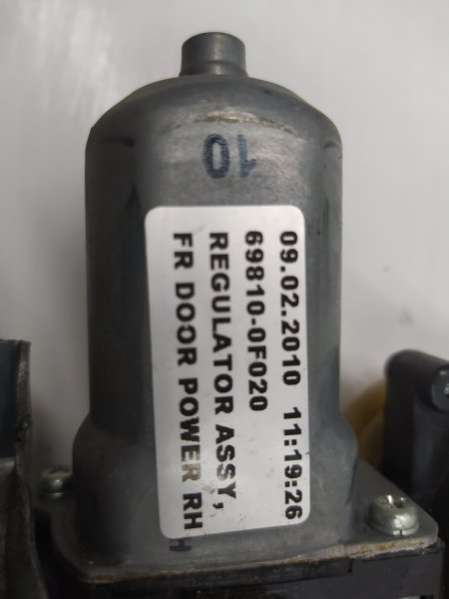 10
09.02.2010 11:19:26
69810-0F020
REGULATOR ASSY,
FR DOOR POWER RH